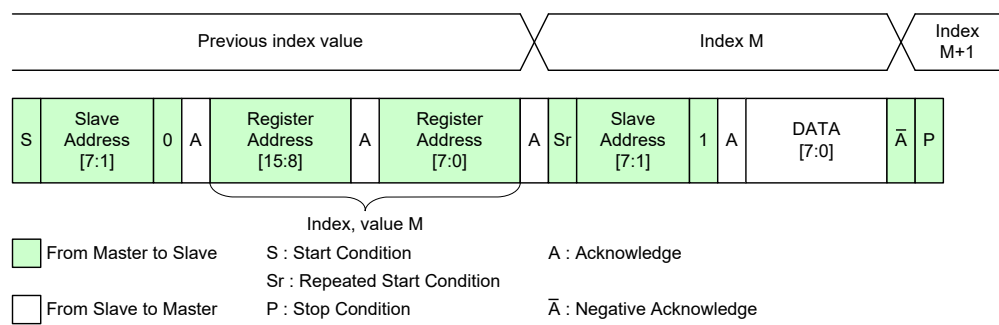 Previous index value
Index M
Index
M+1
S
Slave
Address
[7:1]
0
A
Register
Address
[15:8]
A
Register
Address
[7:0]
A
Sr
Slave
Address
[7:1]
1
A
DATA
[7:0]
A̅
P
Index, value M
From Master to Slave
S : Start Condition
A : Acknowledge
Sr : Repeated Start Condition
From Slave to Master
P : Stop Condition
A̅ : Negative Acknowledge